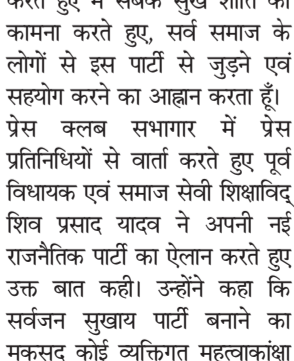 करते हुए मैं सबके सुख शांति की
कामना करते हुए, सर्व समाज के
लोगों से इस पार्टी से जुड़ने एवं
सहयोग करने का आह्वान करता हूँ।
प्रेस क्लब सभागार में प्रेस
प्रतिनिधियों से वार्ता करते हुए पूर्व
विधायक एवं समाज सेवी शिक्षाविद्
शिव प्रसाद यादव ने अपनी नई
राजनैतिक पार्टी का ऐलान करते हुए
उक्त बात कही। उन्होंने कहा कि
सर्वजन सुखाय पार्टी बनाने का
मकसद कोई व्यक्तिगत महत्वाकांक्षा